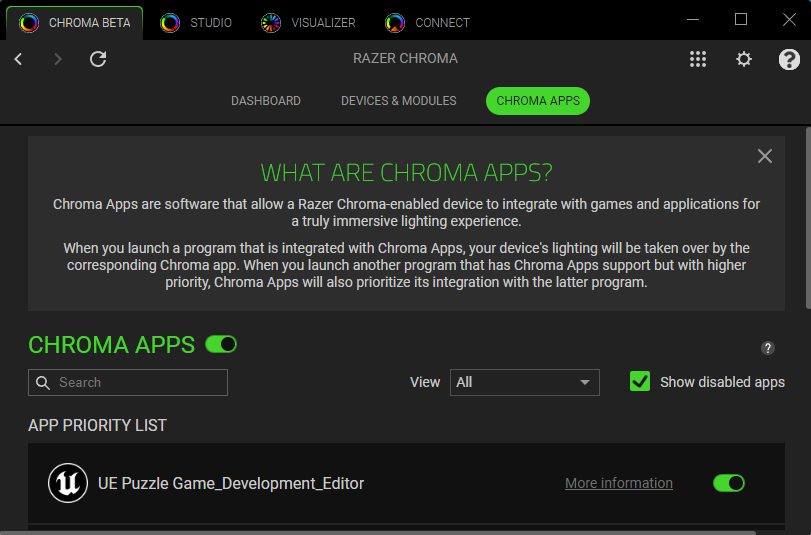 CHROMA BETA
STUDIO
VISUALIZER
CONNECT
RAZER CHROMA
?
DASHBOARD
DEVICES & MODULES
CHROMA APPS
WHAT ARE CHROMA APPS?
Chroma Apps are software that allow a Razer Chroma-enabled device to integrate with games and applications for
a truly immersive lighting experience.
When you launch a program that is integrated with Chroma Apps, your device's lighting will be taken over by the
corresponding Chroma app. When you launch another program that has Chroma Apps support but with higher
priority, Chroma Apps will also prioritize its integration with the latter program.
CHROMA APPS
?
Search
View
All
Show disabled apps
APP PRIORITY LIST
UE Puzzle Game_Development_Editor
More information